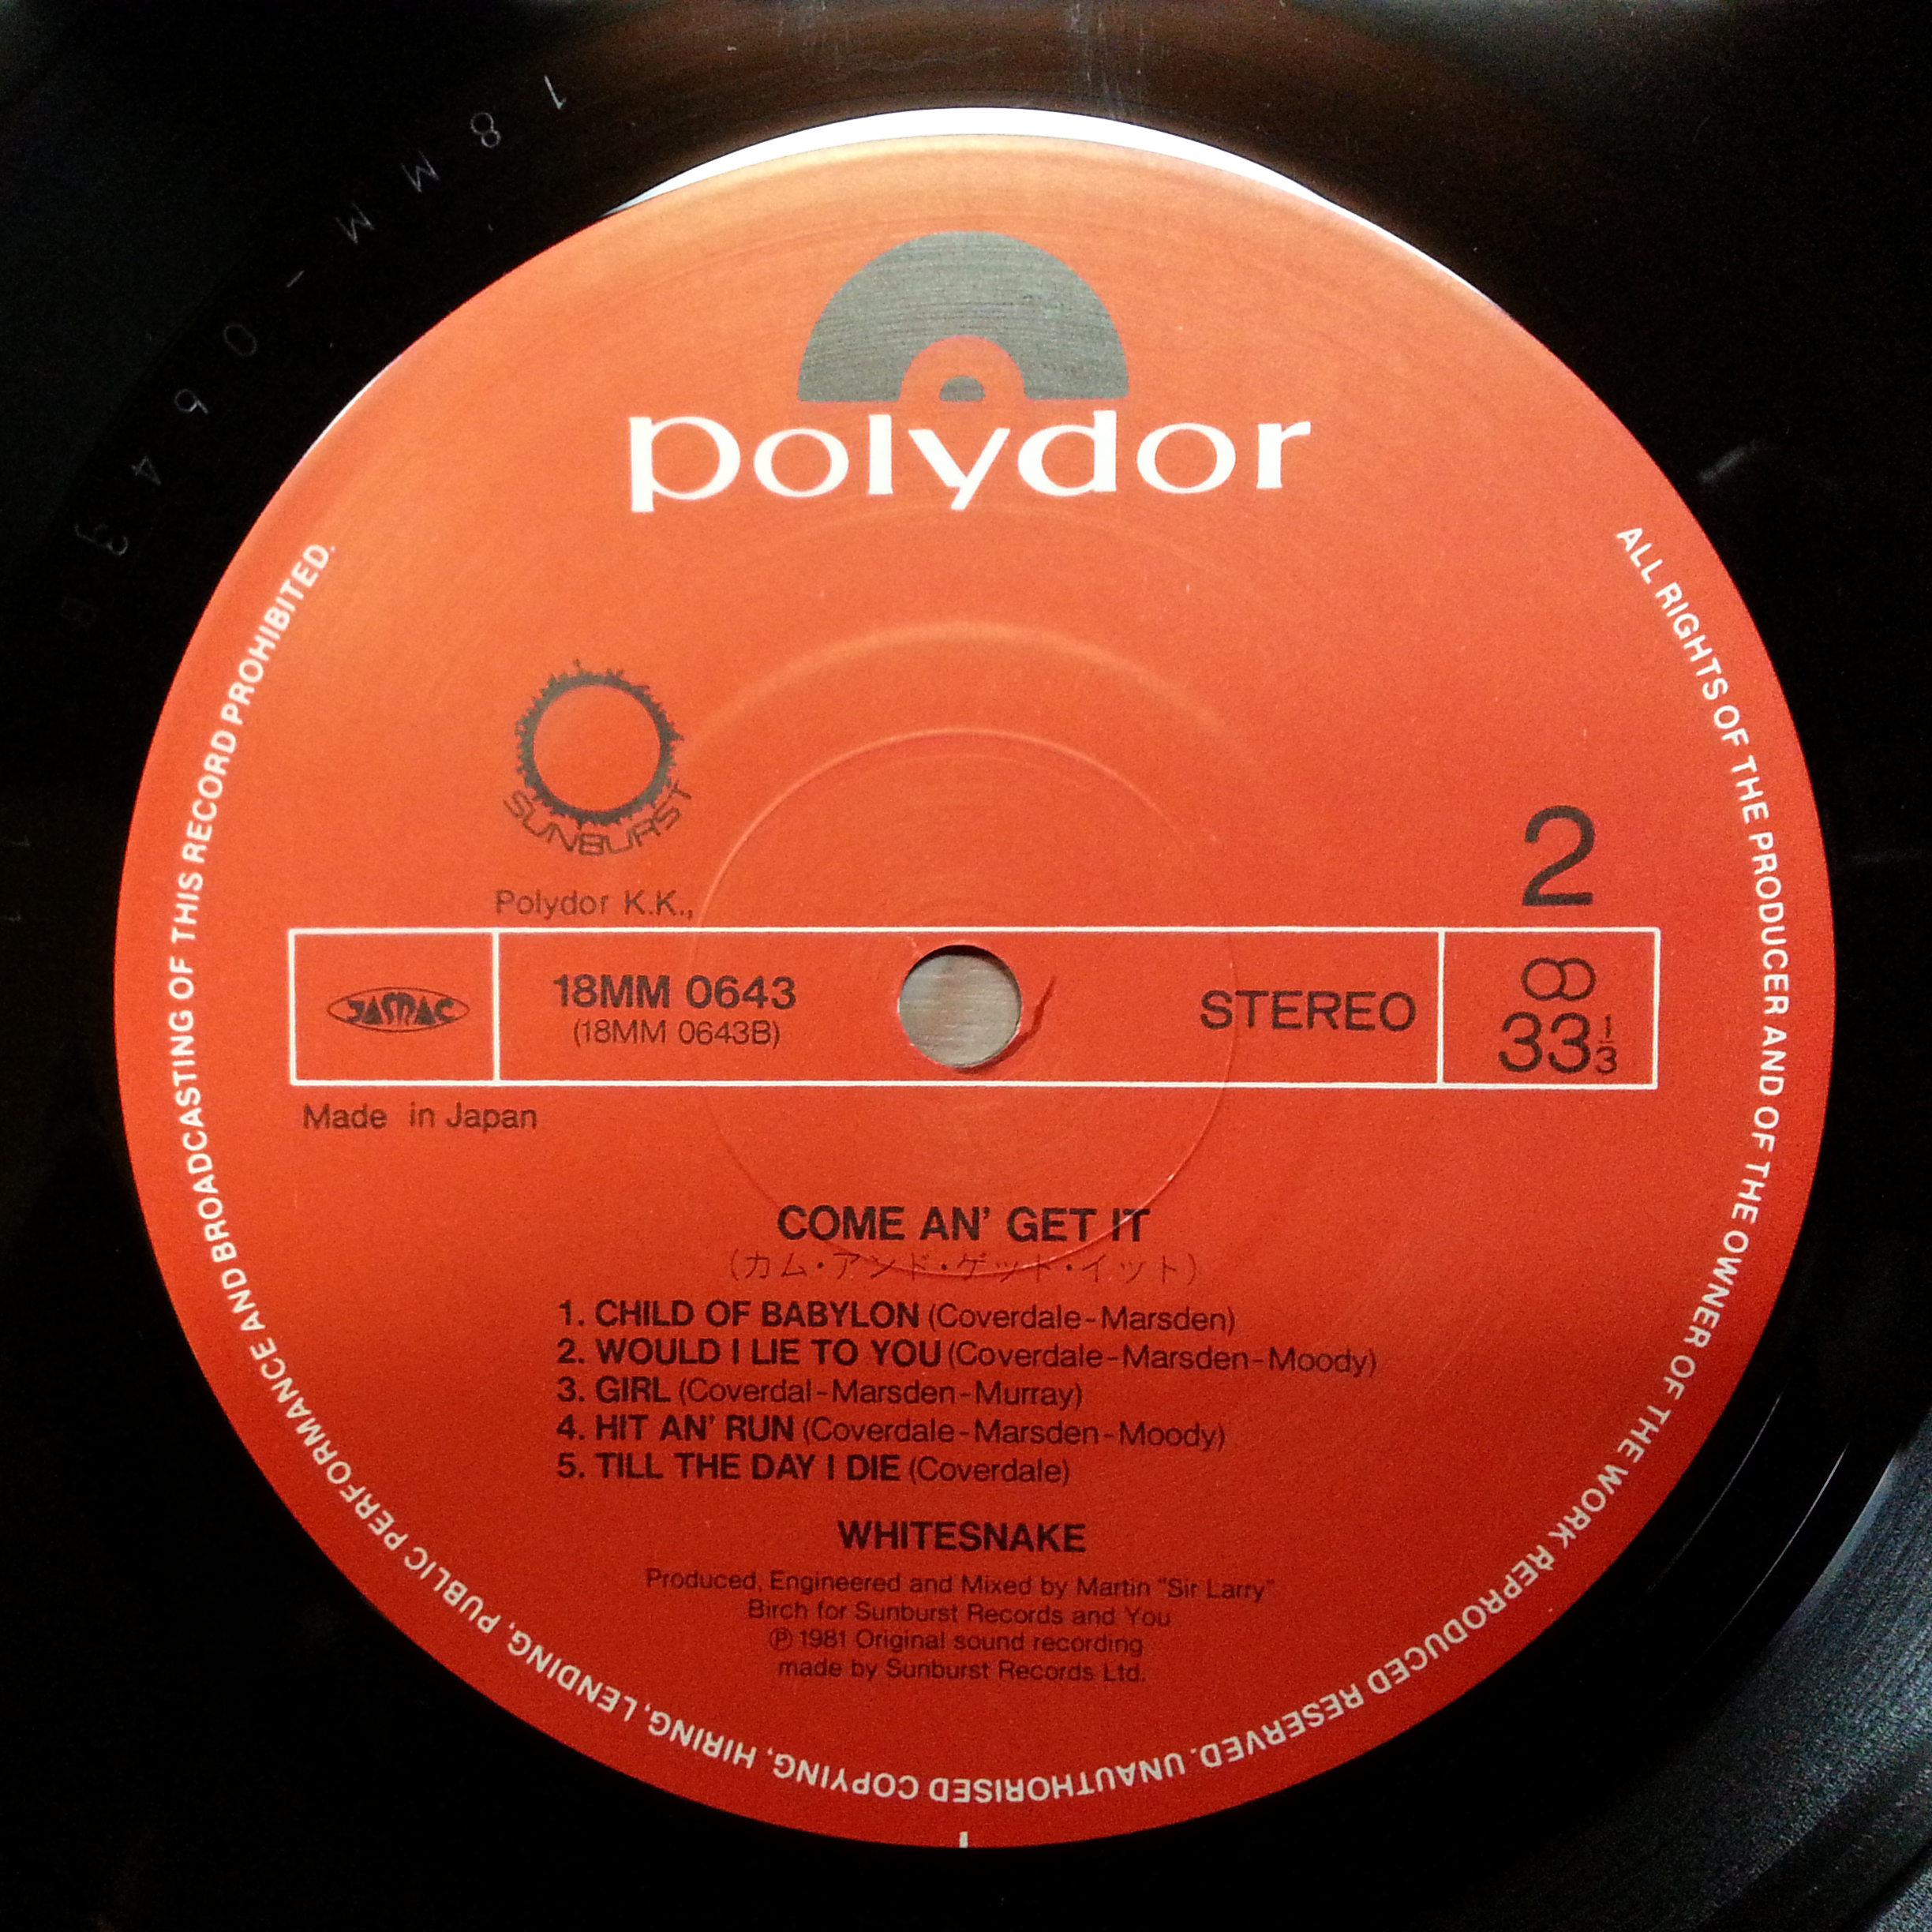 18MM-0643B
polydor
SUNBURST
Polydor K.K.,
2
JASRAC
18MM 0643
(18MM 0643B)
STEREO
33 1/3
Made in Japan
COME AN' GET IT
(カム・アンド・ゲット・イット)
1. CHILD OF BABYLON (Coverdale-Marsden)
2. WOULD I LIE TO YOU (Coverdale-Marsden-Moody)
3. GIRL (Coverdal-Marsden-Murray)
4. HIT AN' RUN (Coverdale-Marsden-Moody)
5. TILL THE DAY I DIE (Coverdale)
WHITESNAKE
Produced, Engineered and Mixed by Martin "Sir Larry"
Birch for Sunburst Records and You
Ⓟ 1981 Original sound recording
made by Sunburst Records Ltd.
ALL RIGHTS OF THE PRODUCER AND OF THE OWNER OF THE WORK REPRODUCED RESERVED. UNAUTHORISED COPYING, HIRING, LENDING, PUBLIC PERFORMANCE AND BROADCASTING OF THIS RECORD PROHIBITED.